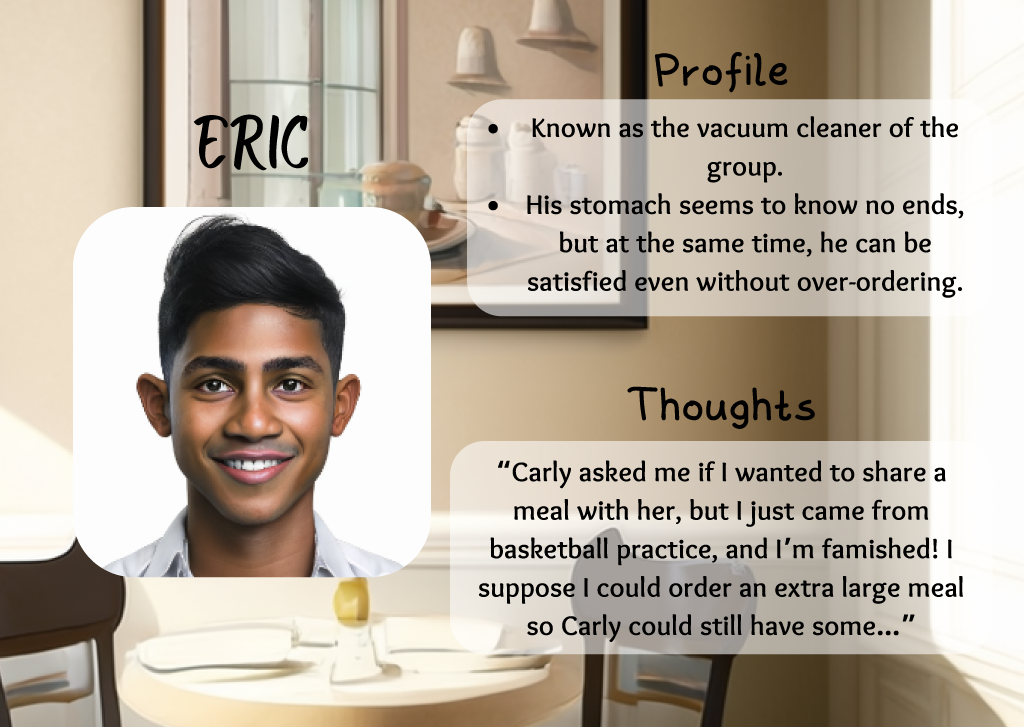 ERIC
Profile
• Known as the vacuum cleaner of the
group.
• His stomach seems to know no ends,
but at the same time, he can be
satisfied even without over-ordering.
Thoughts
“Carly asked me if I wanted to share a
meal with her, but I just came from
basketball practice, and I’m famished! I
suppose I could order an extra large meal
so Carly could still have some...”